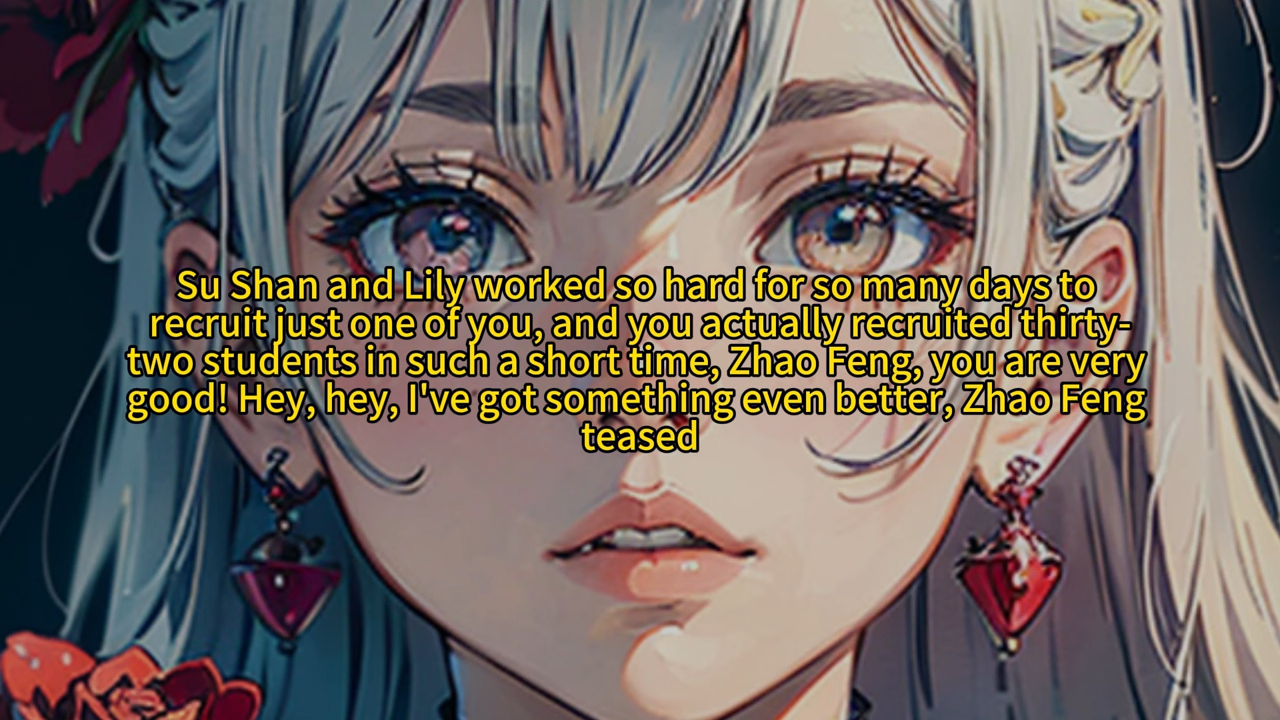 Su Shan and Lily worked so hard for so many days to
recruit just one of you, and you actually recruited thirty-
two students in such a short time, Zhao Feng, you are very
good! Hey, hey, I've got something even better, Zhao Feng
teased